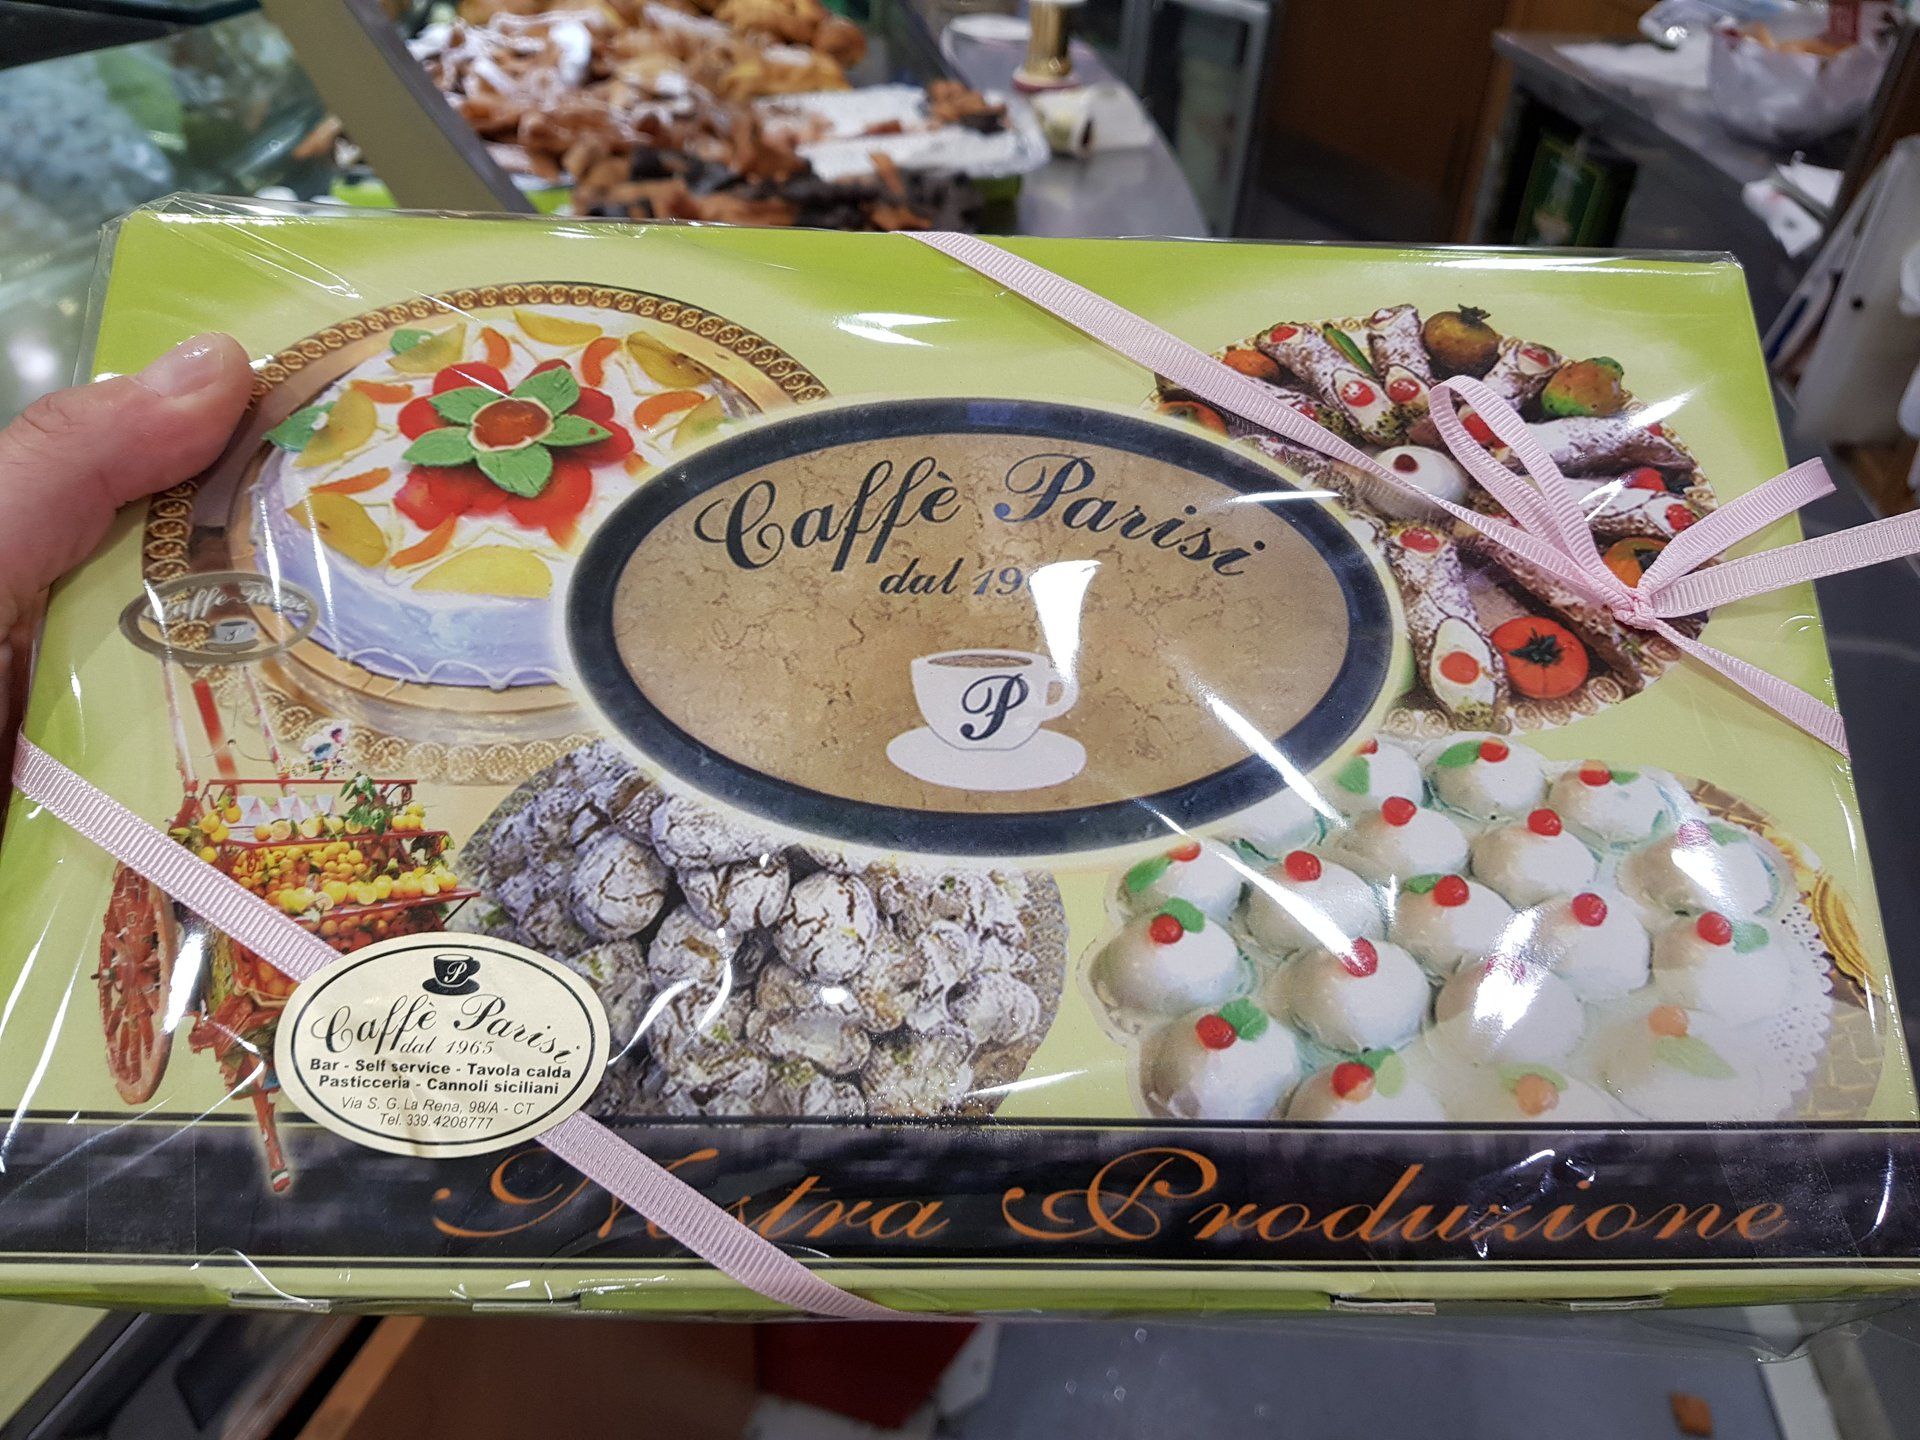 Caffè Parisi
dal 19
P
Caffè Parisi
P
P
Caffè Parisi
dal 1965
Bar - Self service - Tavola calda
Pasticceria - Cannoli siciliani
Via S. G. La Rena, 98/A - CT
Tel. 339.4208777
Nostra Produzione